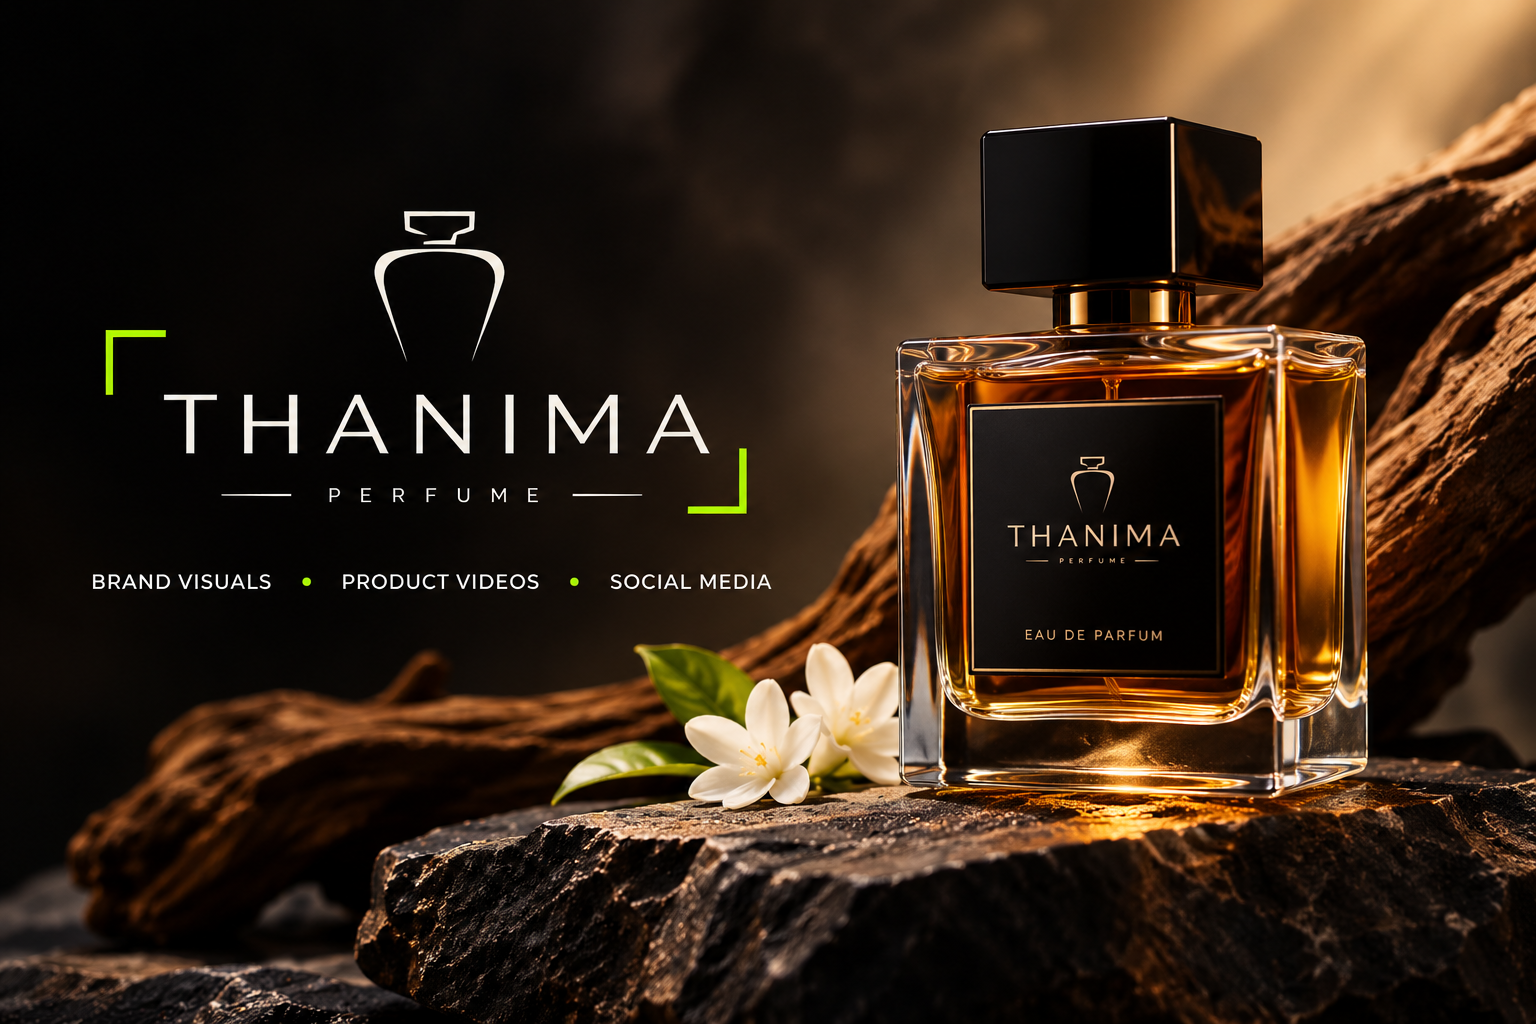 THANIMA
PERFUME
BRAND VISUALS • PRODUCT VIDEOS • SOCIAL MEDIA
THANIMA
PERFUME
EAU DE PARFUM